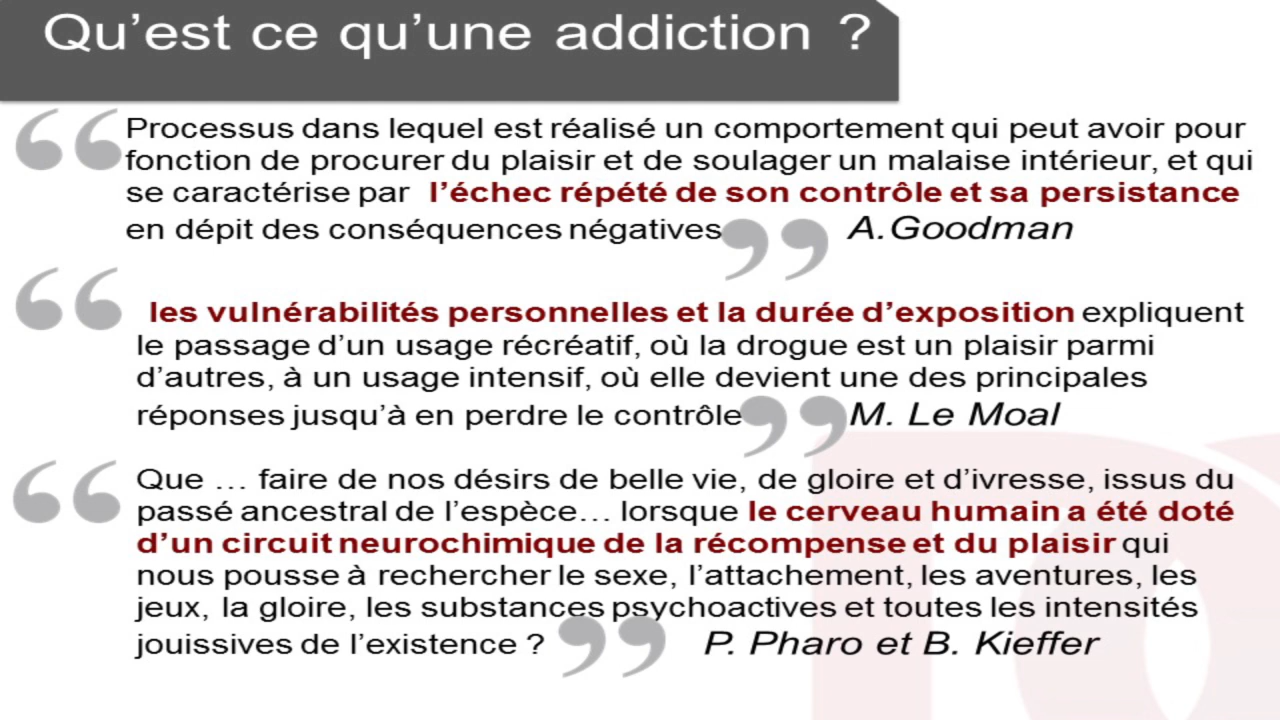 Qu’est ce qu’une addiction ?
“ Processus dans lequel est réalisé un comportement qui peut avoir pour
fonction de procurer du plaisir et de soulager un malaise intérieur, et qui
se caractérise par l’échec répété de son contrôle et sa persistance
en dépit des conséquences négatives ” A.Goodman
“ les vulnérabilités personnelles et la durée d’exposition expliquent
le passage d’un usage récréatif, où la drogue est un plaisir parmi
d’autres, à un usage intensif, où elle devient une des principales
réponses jusqu’à en perdre le contrôle ” M. Le Moal
“ Que … faire de nos désirs de belle vie, de gloire et d’ivresse, issus du
passé ancestral de l’espèce… lorsque le cerveau humain a été doté
d’un circuit neurochimique de la récompense et du plaisir qui
nous pousse à rechercher le sexe, l’attachement, les aventures, les
jeux, la gloire, les substances psychoactives et toutes les intensités
jouissives de l’existence ? ” P. Pharo et B. Kieffer